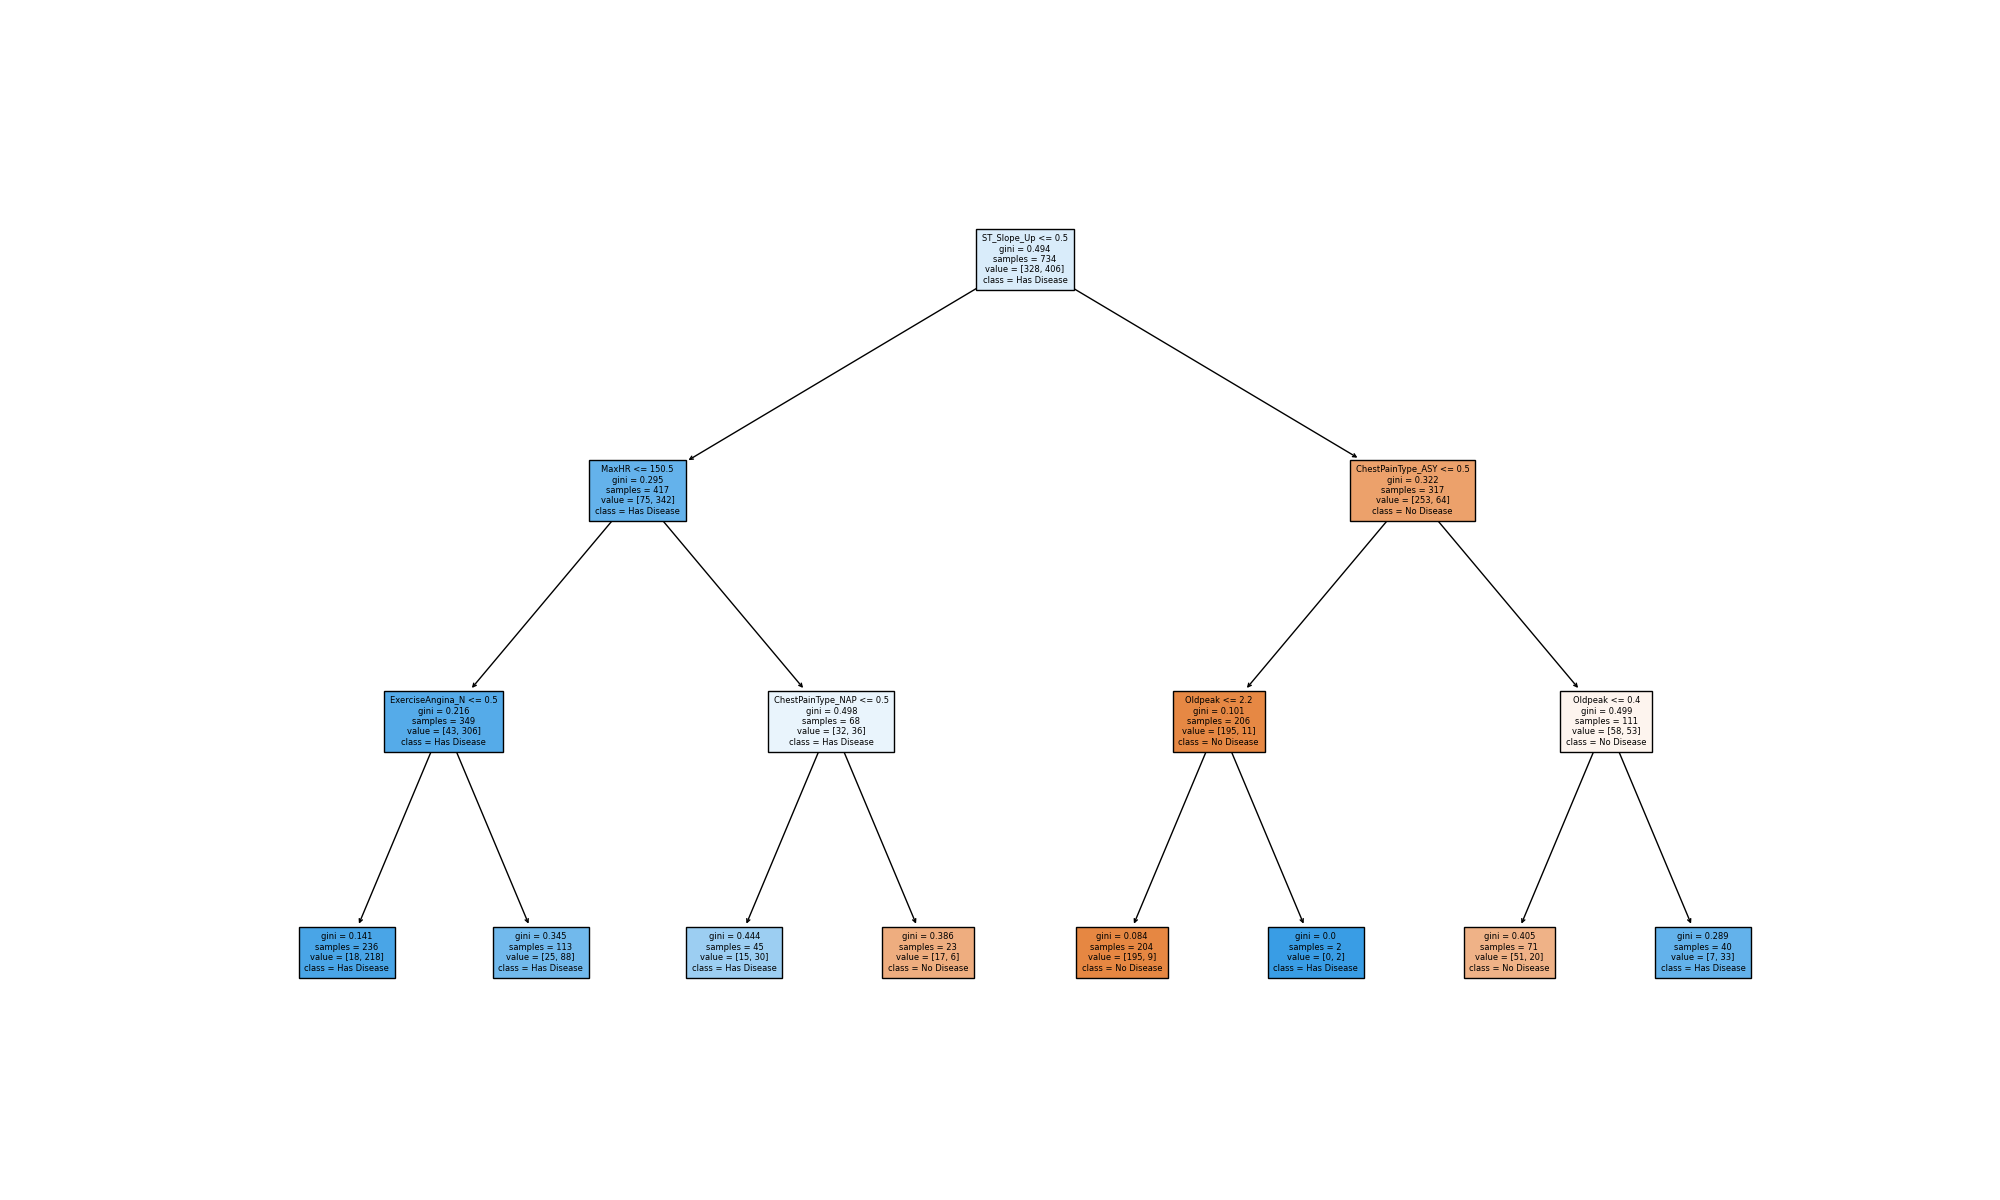 ST_Slope_Up <= 0.5
gini = 0.494
samples = 734
value = [328, 406]
class = Has Disease
MaxHR <= 150.5
gini = 0.295
samples = 417
value = [75, 342]
class = Has Disease
ChestPainType_ASY <= 0.5
gini = 0.322
samples = 317
value = [253, 64]
class = No Disease
ExerciseAngina_N <= 0.5
gini = 0.216
samples = 349
value = [43, 306]
class = Has Disease
ChestPainType_NAP <= 0.5
gini = 0.498
samples = 68
value = [32, 36]
class = Has Disease
Oldpeak <= 2.2
gini = 0.101
samples = 206
value = [195, 11]
class = No Disease
Oldpeak <= 0.4
gini = 0.499
samples = 111
value = [58, 53]
class = No Disease
gini = 0.141
samples = 236
value = [18, 218]
class = Has Disease
gini = 0.345
samples = 113
value = [25, 88]
class = Has Disease
gini = 0.444
samples = 45
value = [15, 30]
class = Has Disease
gini = 0.386
samples = 23
value = [17, 6]
class = No Disease
gini = 0.084
samples = 204
value = [195, 9]
class = No Disease
gini = 0.0
samples = 2
value = [0, 2]
class = Has Disease
gini = 0.405
samples = 71
value = [51, 20]
class = No Disease
gini = 0.289
samples = 40
value = [7, 33]
class = Has Disease